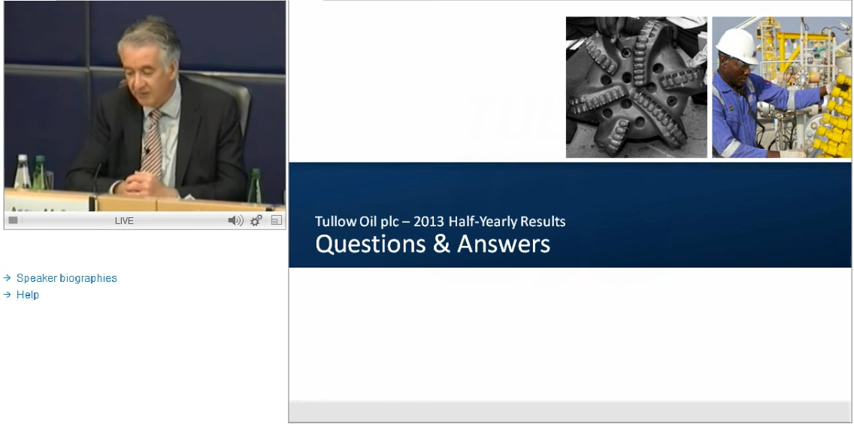 LIVE
Speaker biographies
Help
Tullow Oil plc – 2013 Half-Yearly Results
Questions & Answers